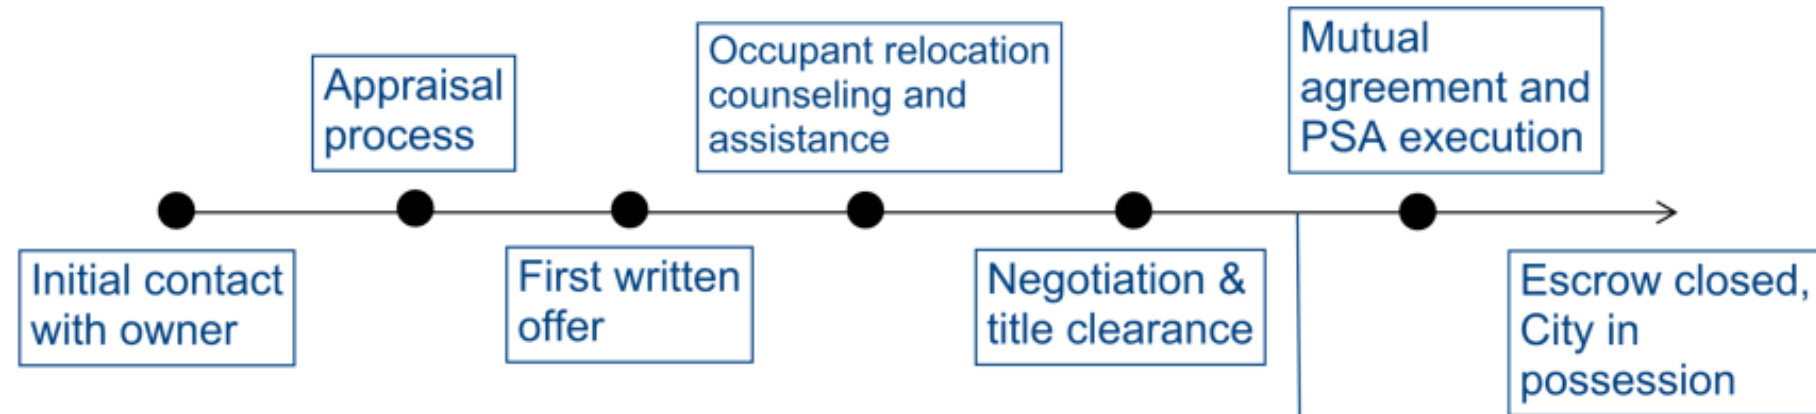 Initial contact
with owner
Appraisal
process
First written
offer
Occupant relocation
counseling and
assistance
Negotiation &
title clearance
Mutual
agreement and
PSA execution
Escrow closed,
City in
possession